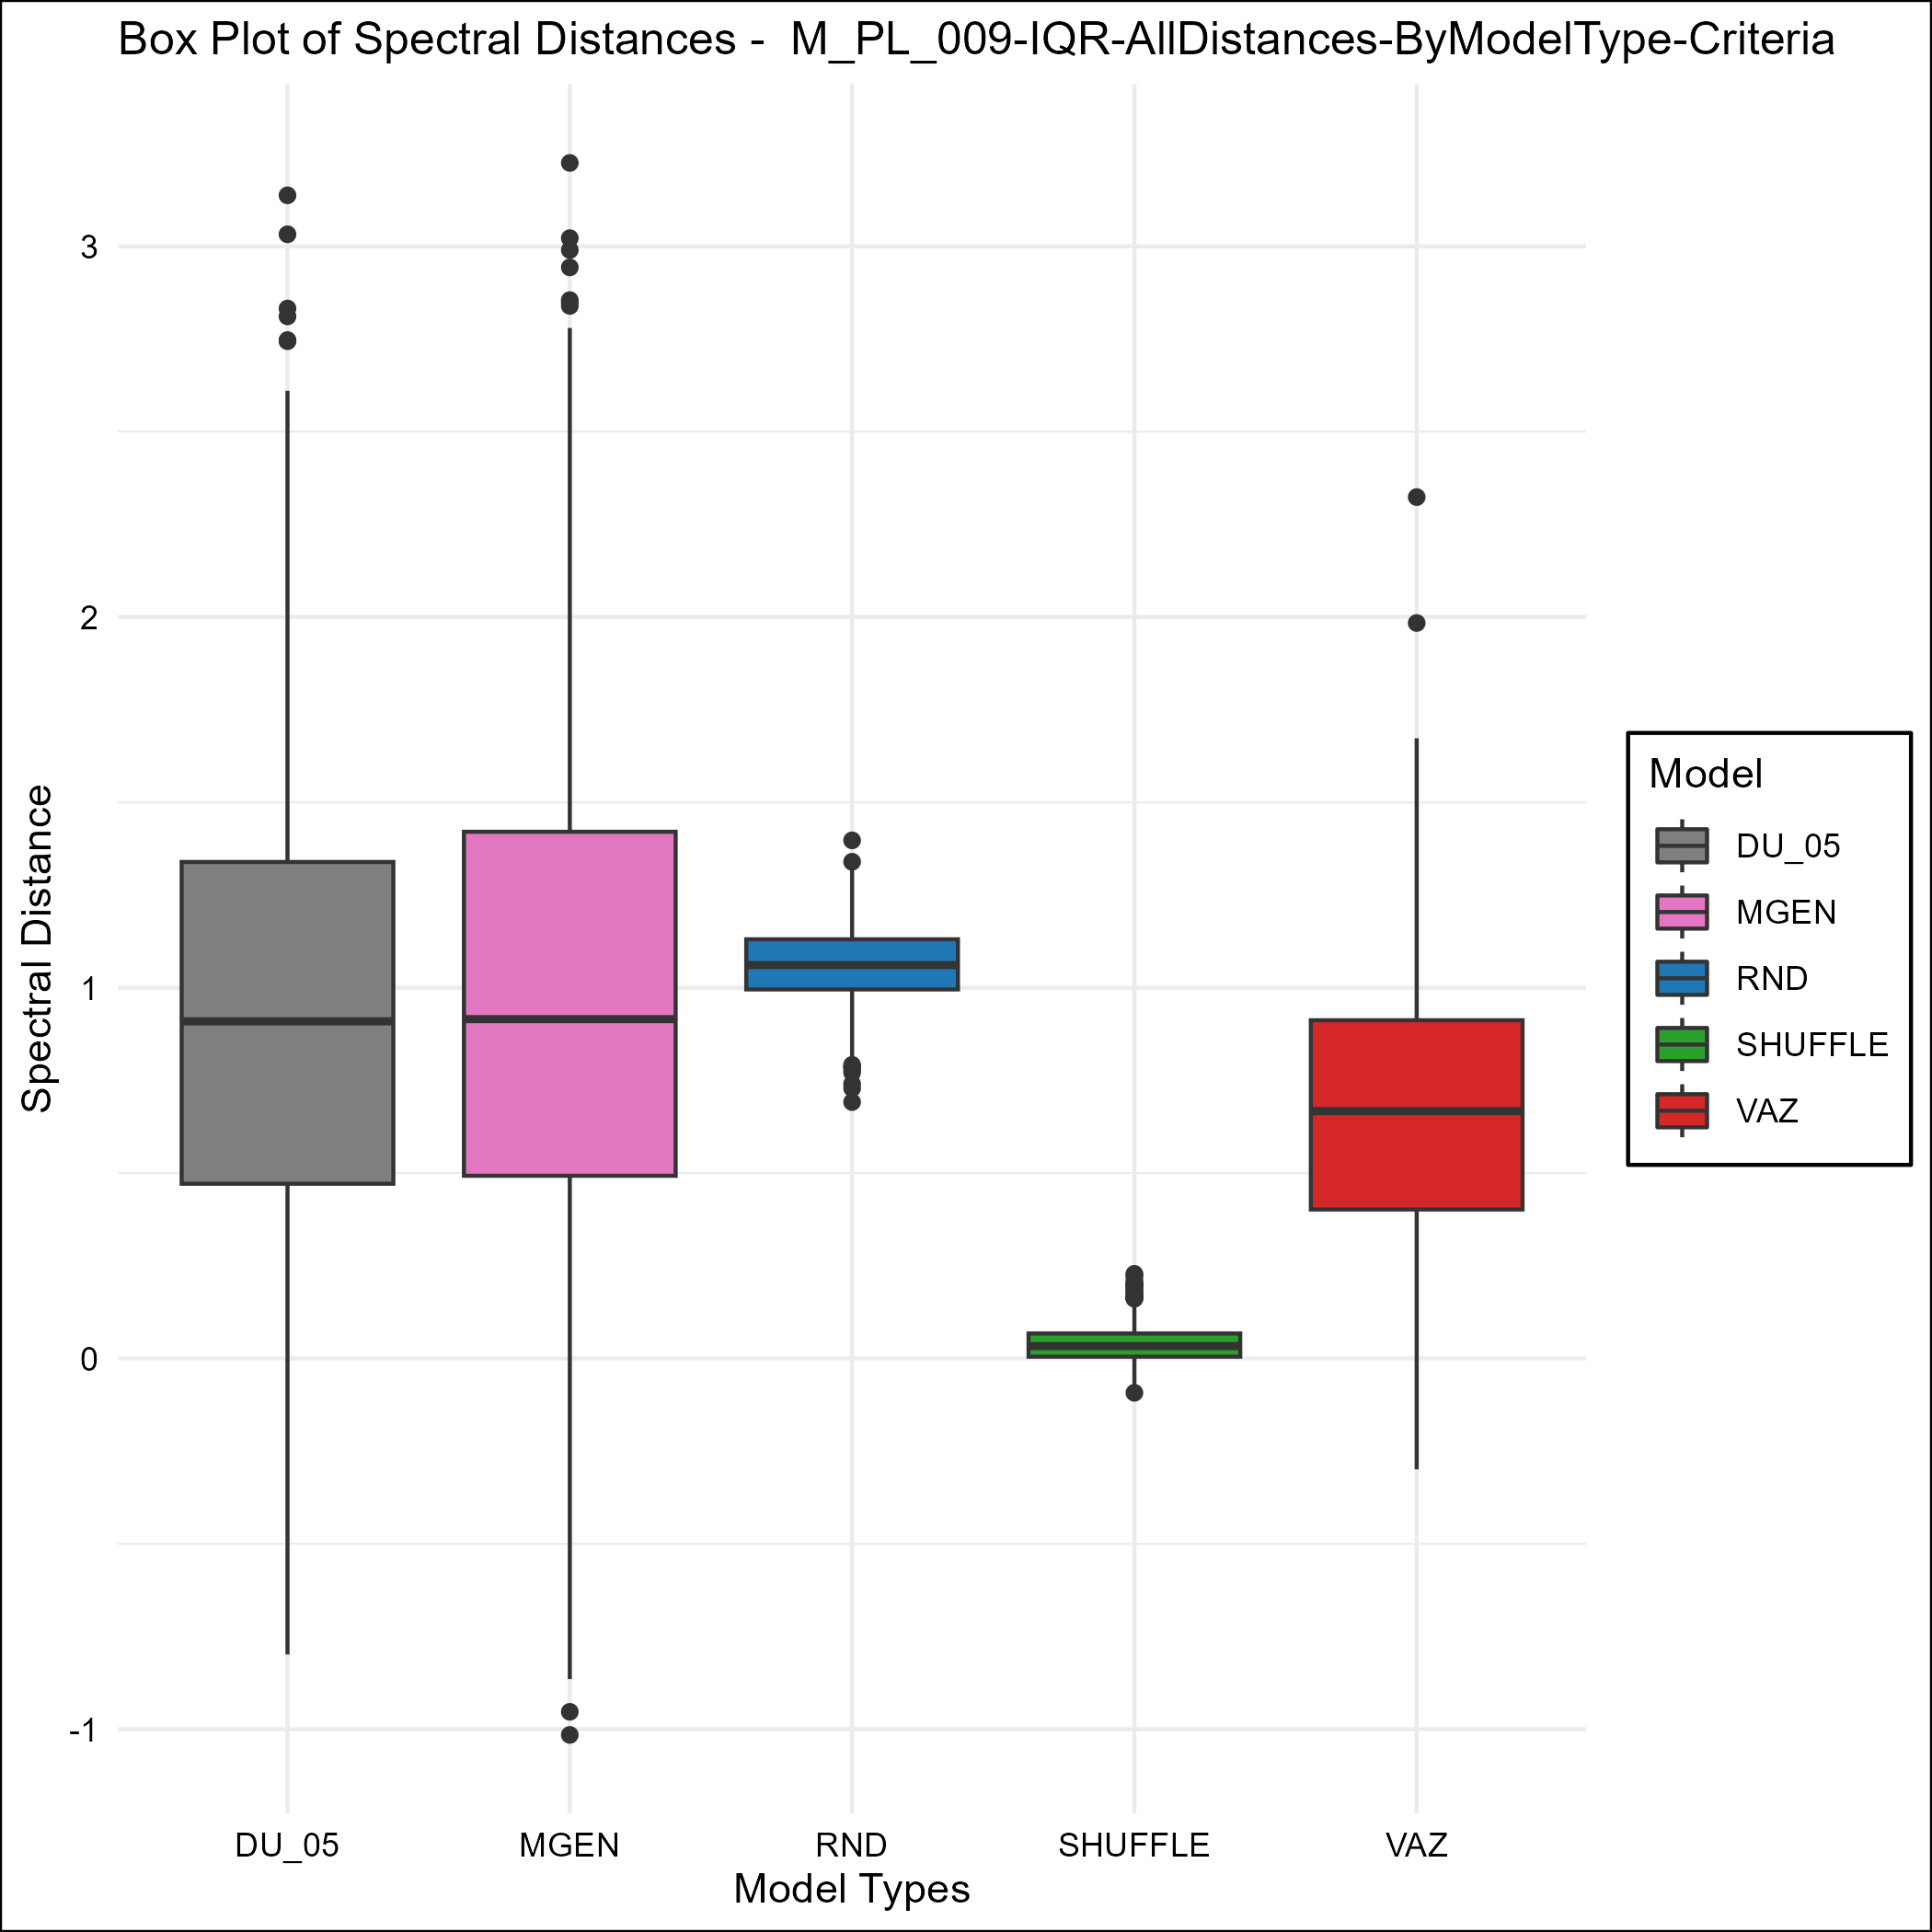 Box Plot of Spectral Distances -  M_PL_009-IQR-AllDistances-ByModelType-Criteria
Spectral Distance
3
2
1
0
-1
DU_05
MGEN
RND
SHUFFLE
VAZ
Model Types
Model
DU_05
MGEN
RND
SHUFFLE
VAZ